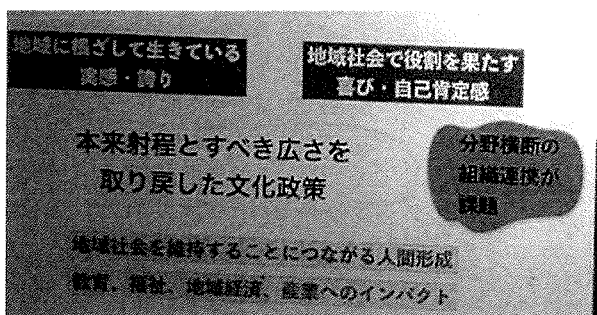 地域に根ざして生きている
実感・誇り
地域社会で役割を果たす
喜び・自己肯定感
本来射程とすべき広さを
取り戻した文化政策
分野横断の
組織連携が
課題
地域社会を維持することにつながる人間形成
教育、福祉、地域経済、産業へのインパクト